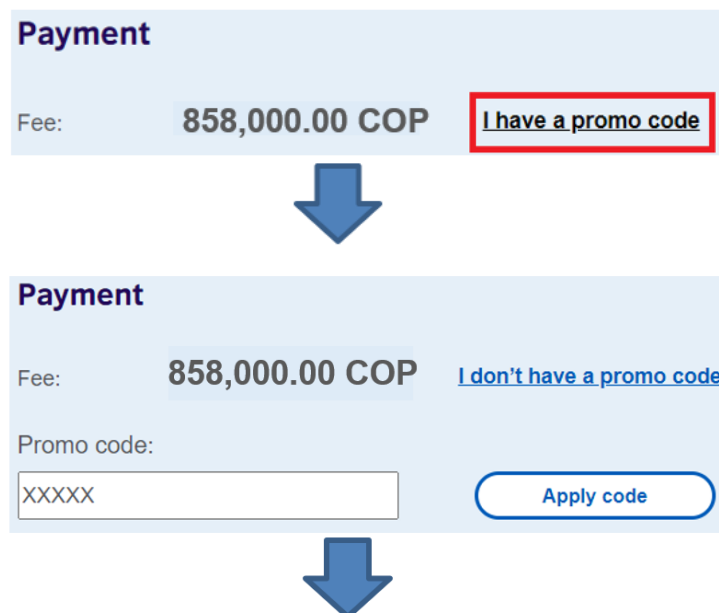 Payment
Fee: 858,000.00 COP I have a promo code
Payment
Fee: 858,000.00 COP I don't have a promo code
Promo code:
XXXXX Apply code